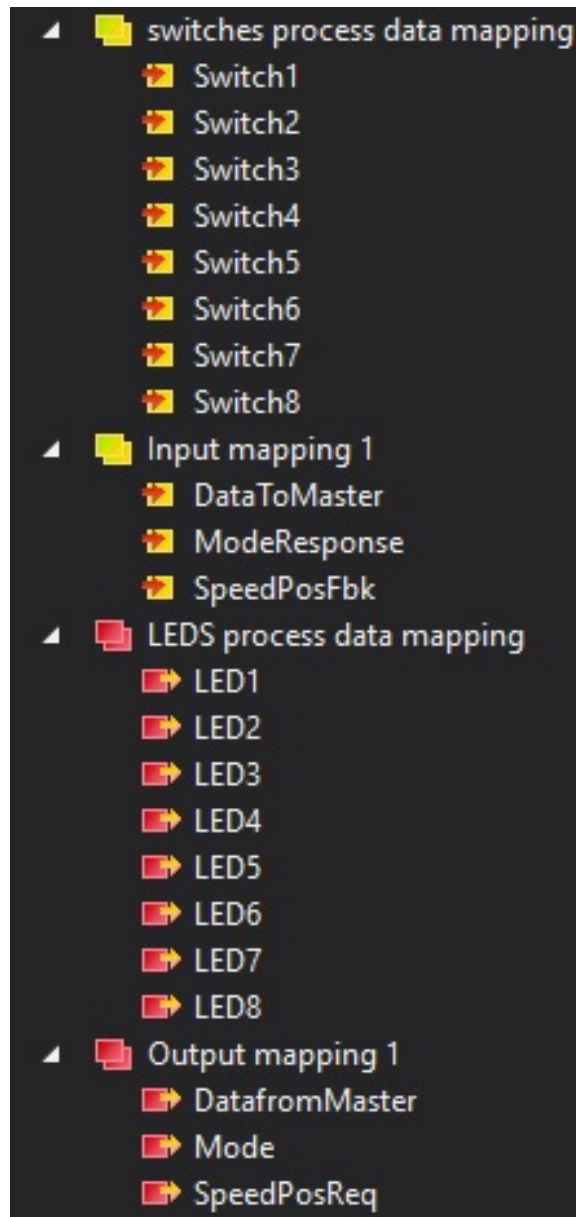 switches process data mapping
Switch1
Switch2
Switch3
Switch4
Switch5
Switch6
Switch7
Switch8
Input mapping 1
DataToMaster
ModeResponse
SpeedPosFbk
LEDS process data mapping
LED1
LED2
LED3
LED4
LED5
LED6
LED7
LED8
Output mapping 1
DatafromMaster
Mode
SpeedPosReq